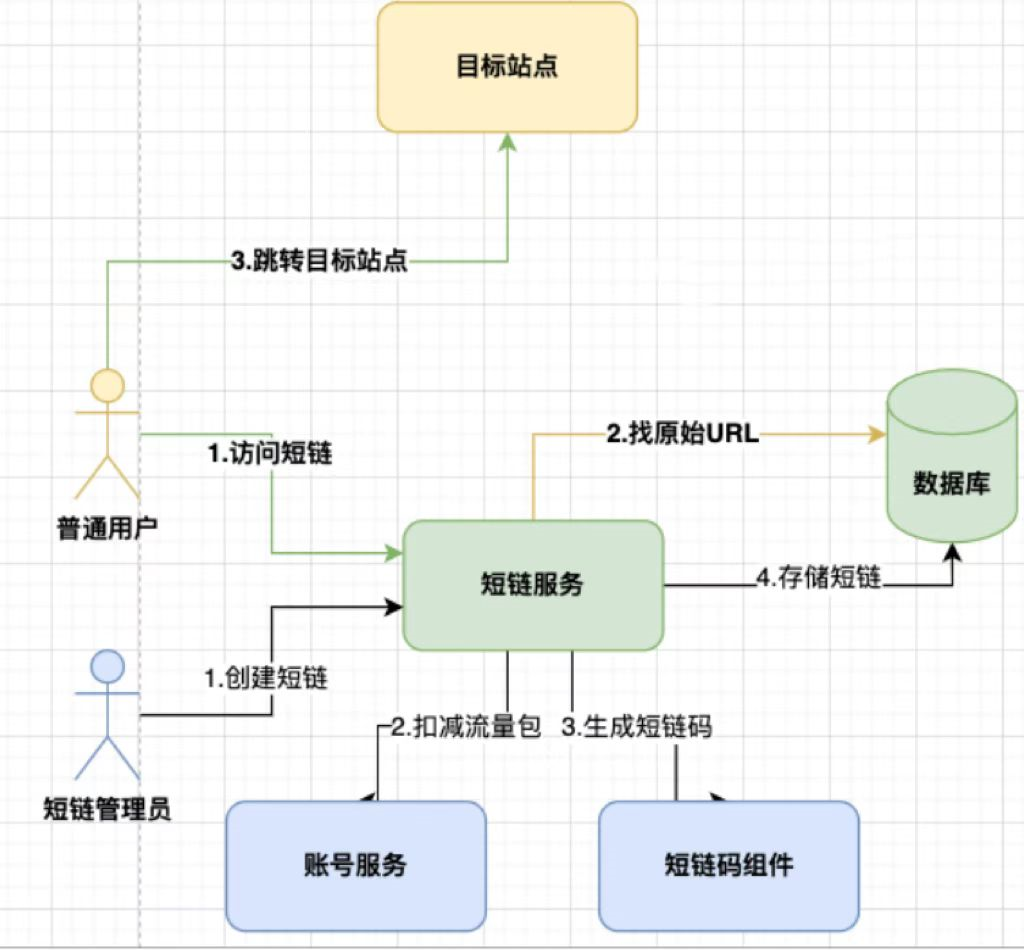 目标站点
3.跳转目标站点
2.找原始URL
1.访问短链
数据库
普通用户
短链服务
4.存储短链
1.创建短链
2.扣减流量包
3.生成短链码
短链管理员
账号服务
短链码组件